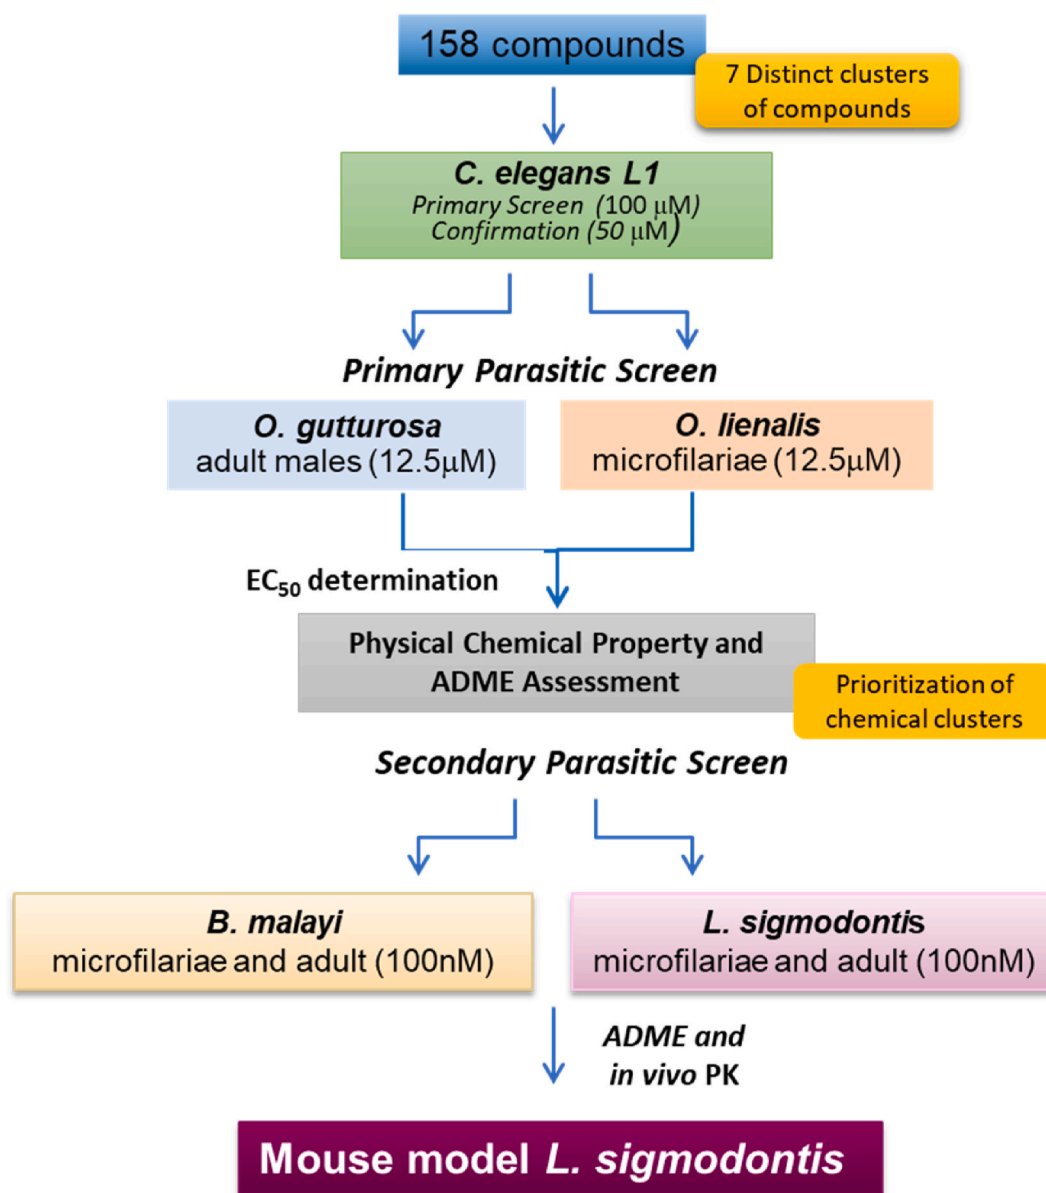 158 compounds
7 Distinct clusters
of compounds
C. elegans L1
Primary Screen (100 μM)
Confirmation (50 μM)
Primary Parasitic Screen
O. gutturosa
adult males (12.5μM)
O. lienalis
microfilariae (12.5μM)
EC50 determination
Physical Chemical Property and
ADME Assessment
Prioritization of
chemical clusters
Secondary Parasitic Screen
B. malayi
microfilariae and adult (100nM)
L. sigmodontis
microfilariae and adult (100nM)
ADME and
in vivo PK
Mouse model L. sigmodontis